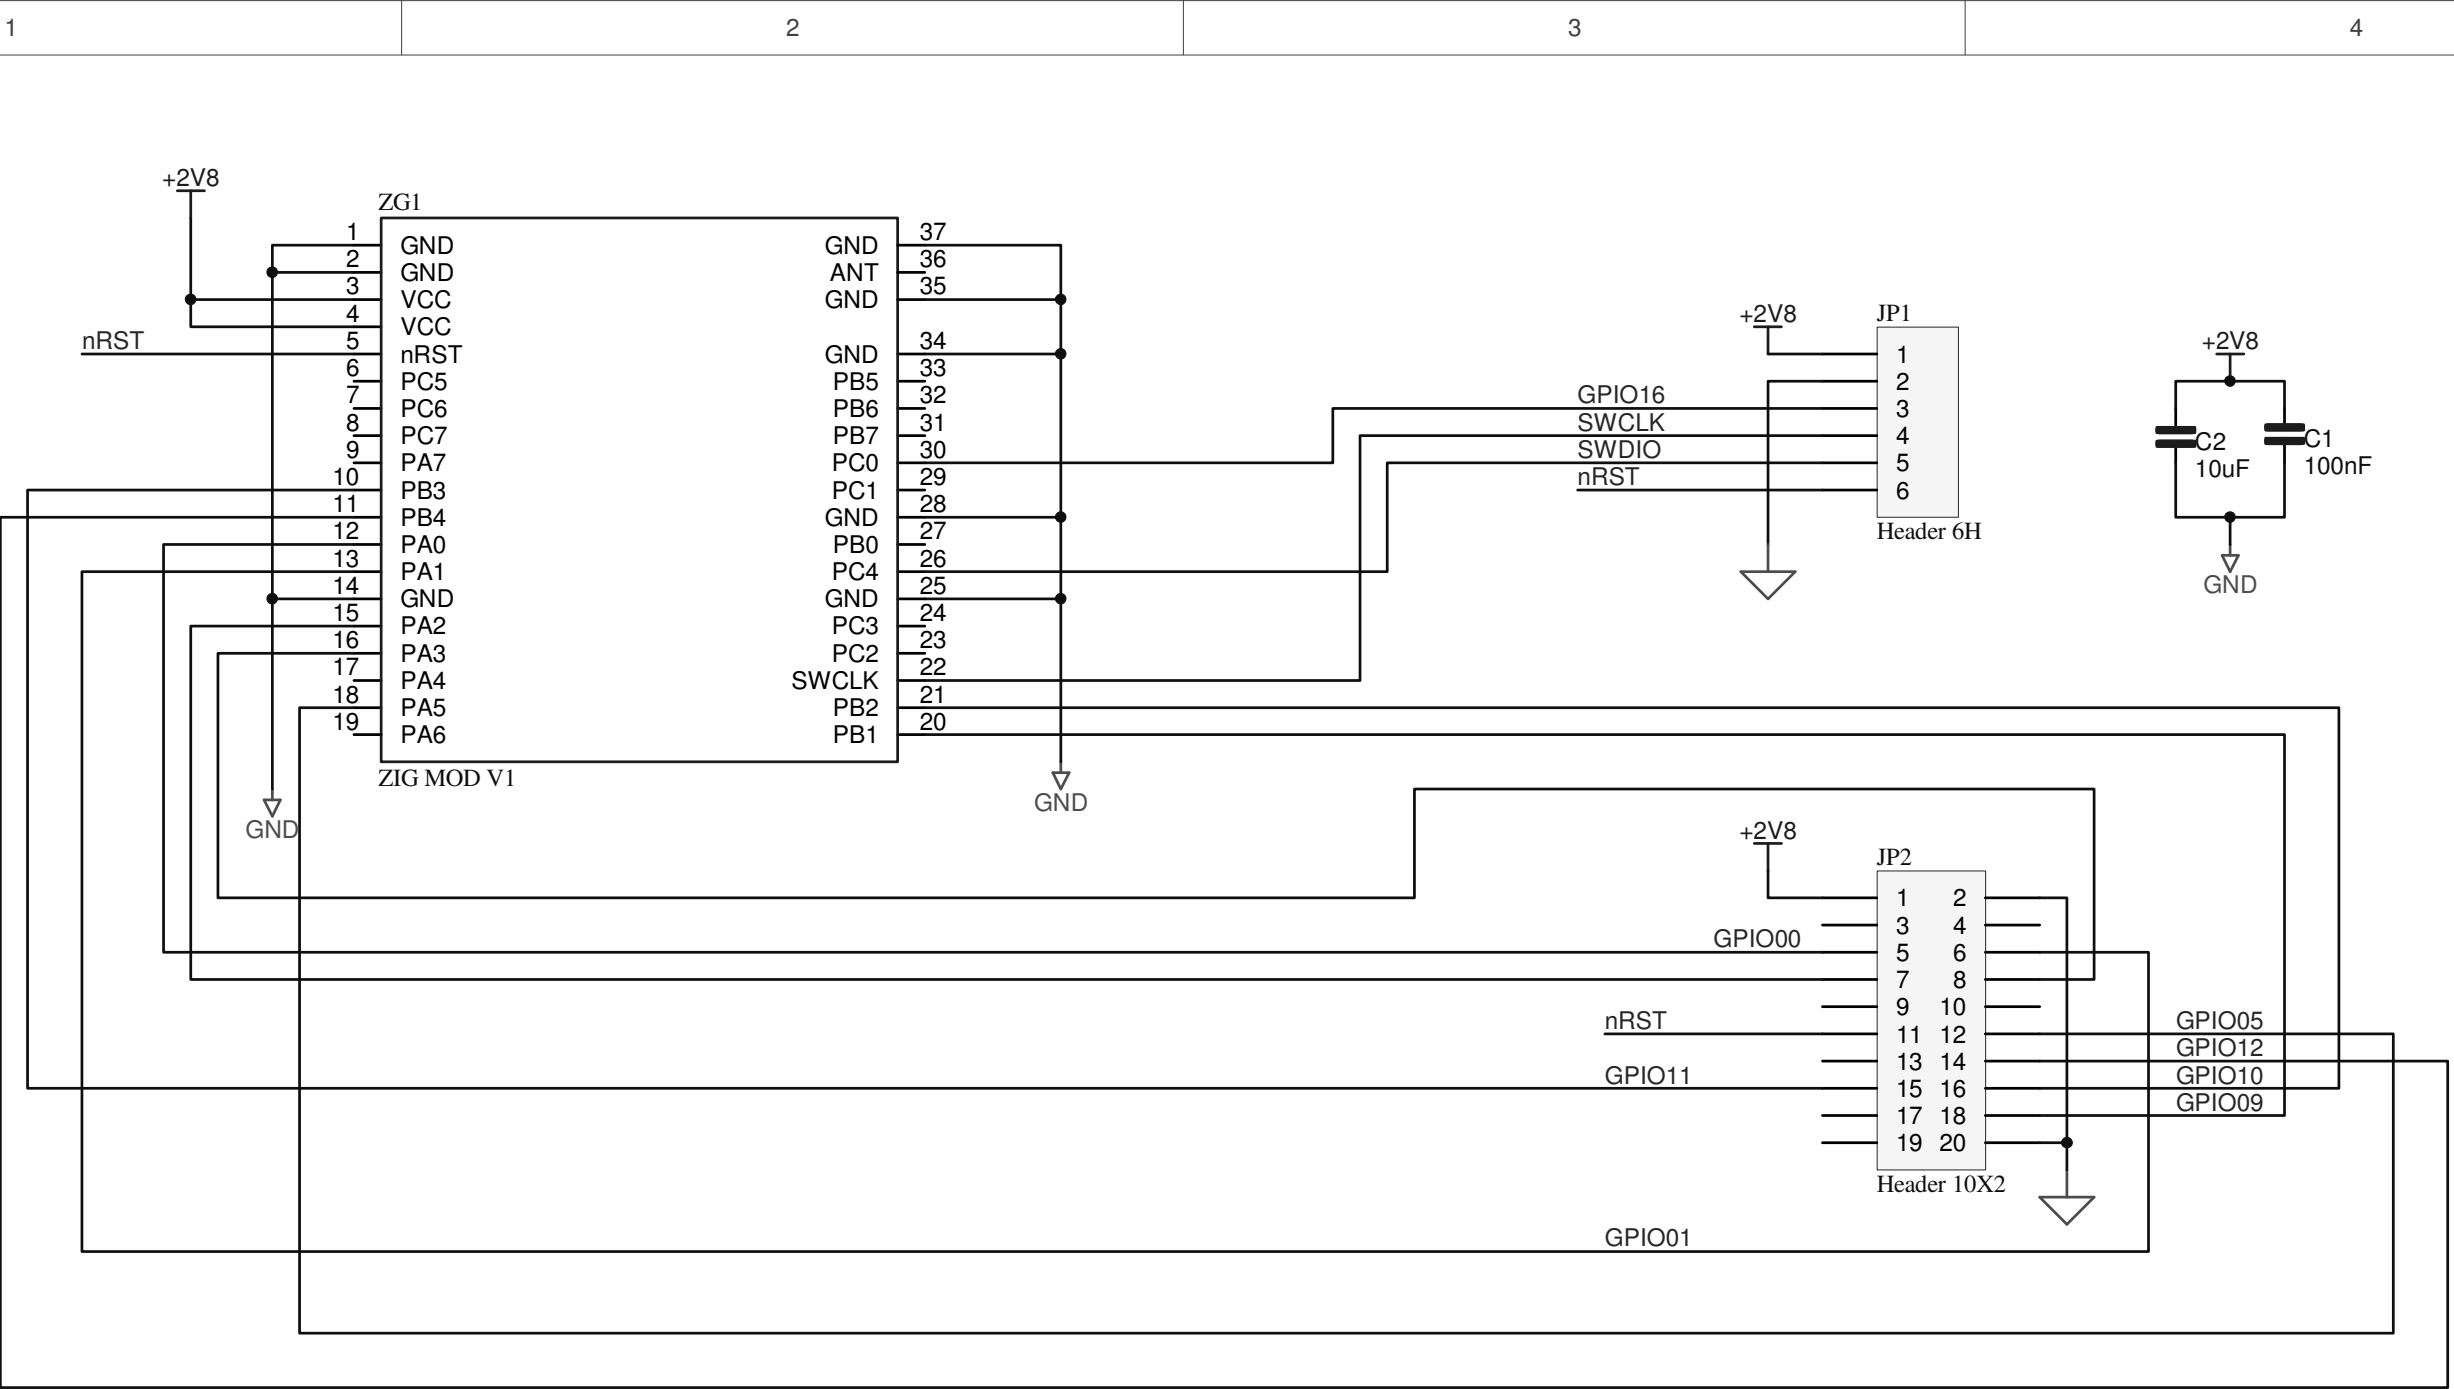 1 2 3 4
+2V8
ZG1
1 GND GND 37
2 GND ANT 36
3 VCC GND 35
4 VCC
5 nRST GND 34
nRST
6 PC5 PB5 33
7 PC6 PB6 32
8 PC7 PB7 31
9 PA7 PC0 30
10 PB3 PC1 29
11 PB4 GND 28
12 PA0 PB0 27
13 PA1 PC4 26
14 GND GND 25
15 PA2 PC3 24
16 PA3 PC2 23
17 PA4 SWCLK 22
18 PA5 PB2 21
19 PA6 PB1 20
ZIG MOD V1
GND
GND
+2V8
JP1
1
2
GPIO16 3
SWCLK 4
SWDIO 5
nRST 6
Header 6H
+2V8
C2
10uF
C1
100nF
GND
+2V8
JP2
1 2
3 4
GPIO00 5 6
7 8
9 10
nRST 11 12 GPIO05
13 14 GPIO12
GPIO11 15 16 GPIO10
17 18 GPIO09
19 20
Header 10X2
GPIO01